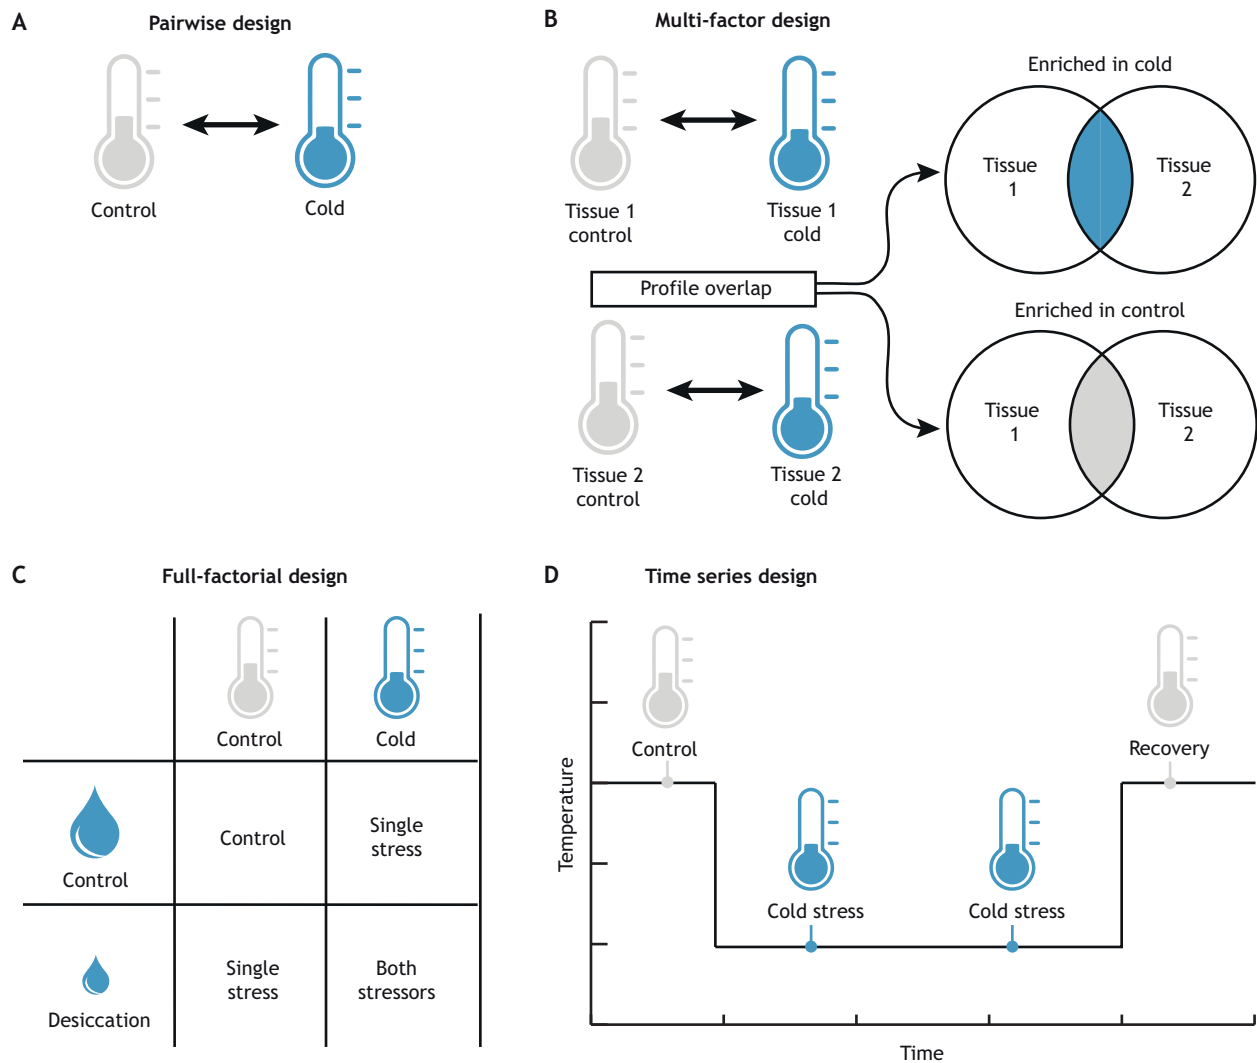 A
Pairwise design
Control
Cold
B
Multi-factor design
Tissue 1
control
Tissue 1
cold
Profile overlap
Tissue 2
control
Tissue 2
cold
Enriched in cold
Tissue
1
Tissue
2
Enriched in control
Tissue
1
Tissue
2
C
Full-factorial design
Control
Cold
Control
Control
Single
stress
Desiccation
Single
stress
Both
stressors
D
Time series design
Temperature
Control
Cold stress
Cold stress
Recovery
Time